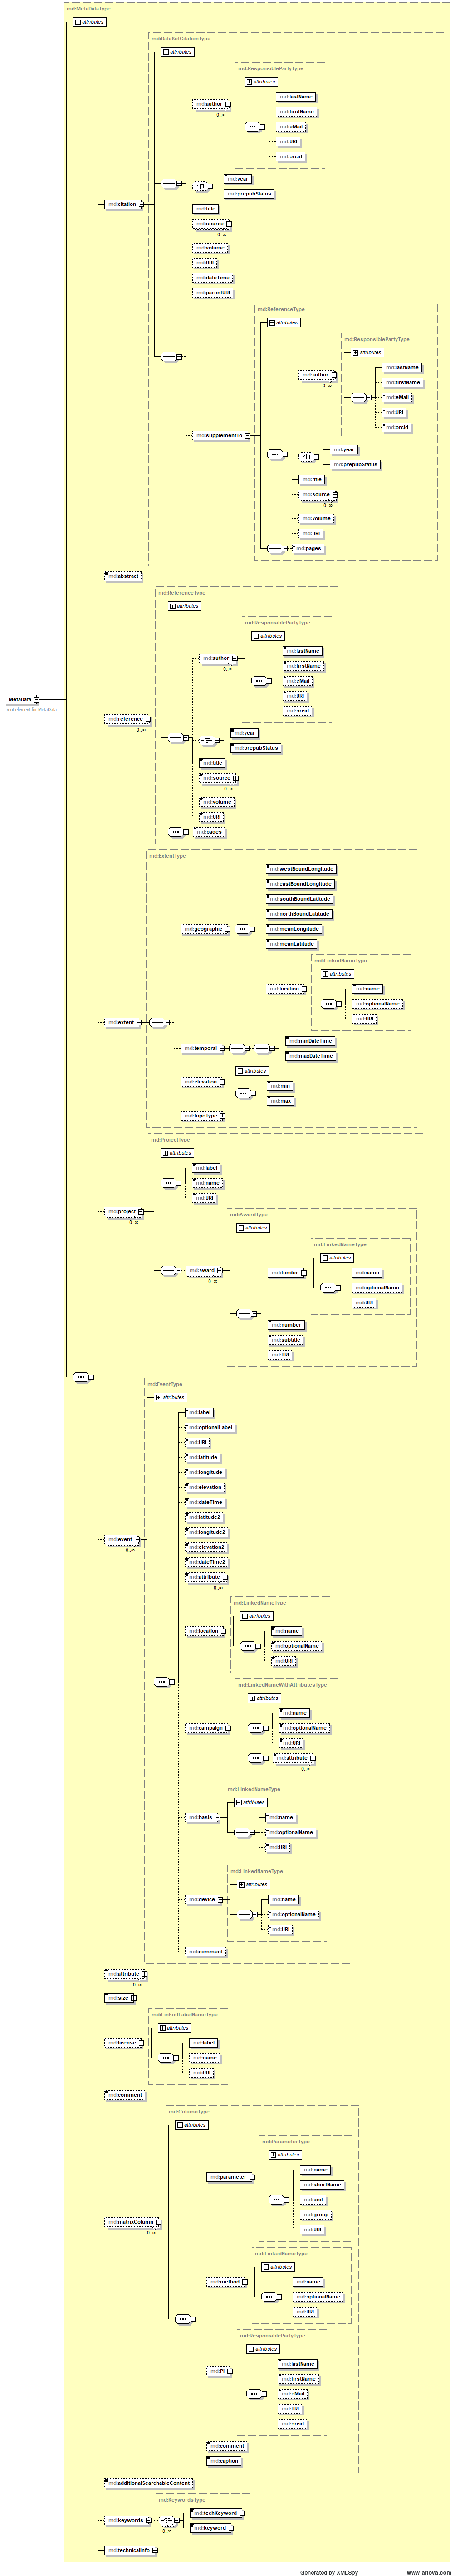 md:MetaDataType
attributes
md:DataSetCitationType
attributes
md:ResponsiblePartyType
attributes
md:lastName
md:author
md:firstName
0..∞
md:eMail
md:URI
md:orcid
md:year
md:prepubStatus
md:citation
md:title
md:source
0..∞
md:volume
md:URI
md:dateTime
md:parentURI
md:ReferenceType
attributes
md:ResponsiblePartyType
attributes
md:lastName
md:author
md:firstName
0..∞
md:eMail
md:URI
md:orcid
md:supplementTo
md:year
md:prepubStatus
md:title
md:source
0..∞
md:volume
md:URI
md:pages
md:abstract
md:ReferenceType
attributes
md:ResponsiblePartyType
attributes
md:lastName
md:author
md:firstName
0..∞
md:eMail
md:URI
MetaData
root element for MetaData
md:orcid
md:reference
0..∞
md:year
md:prepubStatus
md:title
md:source
0..∞
md:volume
md:URI
md:pages
md:ExtentType
md:westBoundLongitude
md:eastBoundLongitude
md:southBoundLatitude
md:northBoundLatitude
md:geographic
md:meanLongitude
md:meanLatitude
md:LinkedNameType
attributes
md:location
md:name
md:optionalName
md:URI
md:extent
md:minDateTime
md:temporal
md:maxDateTime
attributes
md:elevation
md:min
md:max
md:topoType
md:ProjectType
attributes
md:label
md:name
md:URI
md:project
0..∞
md:AwardType
attributes
md:LinkedNameType
attributes
md:award
0..∞
md:funder
md:name
md:optionalName
md:URI
md:number
md:subtitle
md:URI
md:EventType
attributes
md:label
md:optionalLabel
md:URI
md:latitude
md:longitude
md:elevation
md:dateTime
md:latitude2
md:longitude2
md:event
0..∞
md:elevation2
md:dateTime2
md:attribute
0..∞
md:LinkedNameType
attributes
md:location
md:name
md:optionalName
md:URI
md:LinkedNameWithAttributesType
attributes
md:name
md:campaign
md:optionalName
md:URI
md:attribute
0..∞
md:LinkedNameType
attributes
md:basis
md:name
md:optionalName
md:URI
md:LinkedNameType
attributes
md:device
md:name
md:optionalName
md:URI
md:comment
md:attribute
0..∞
md:size
md:LinkedLabelNameType
attributes
md:license
md:label
md:name
md:URI
md:comment
md:ColumnType
attributes
md:ParameterType
attributes
md:name
md:parameter
md:shortName
md:unit
md:group
md:URI
md:matrixColumn
0..∞
md:LinkedNameType
attributes
md:method
md:name
md:optionalName
md:URI
md:ResponsiblePartyType
attributes
md:lastName
md:PI
md:firstName
md:eMail
md:URI
md:orcid
md:comment
md:caption
md:additionalSearchableContent
md:KeywordsType
md:techKeyword
md:keywords
md:keyword
0..∞
md:technicalInfo
Generated by XMLSpy
www.altova.com